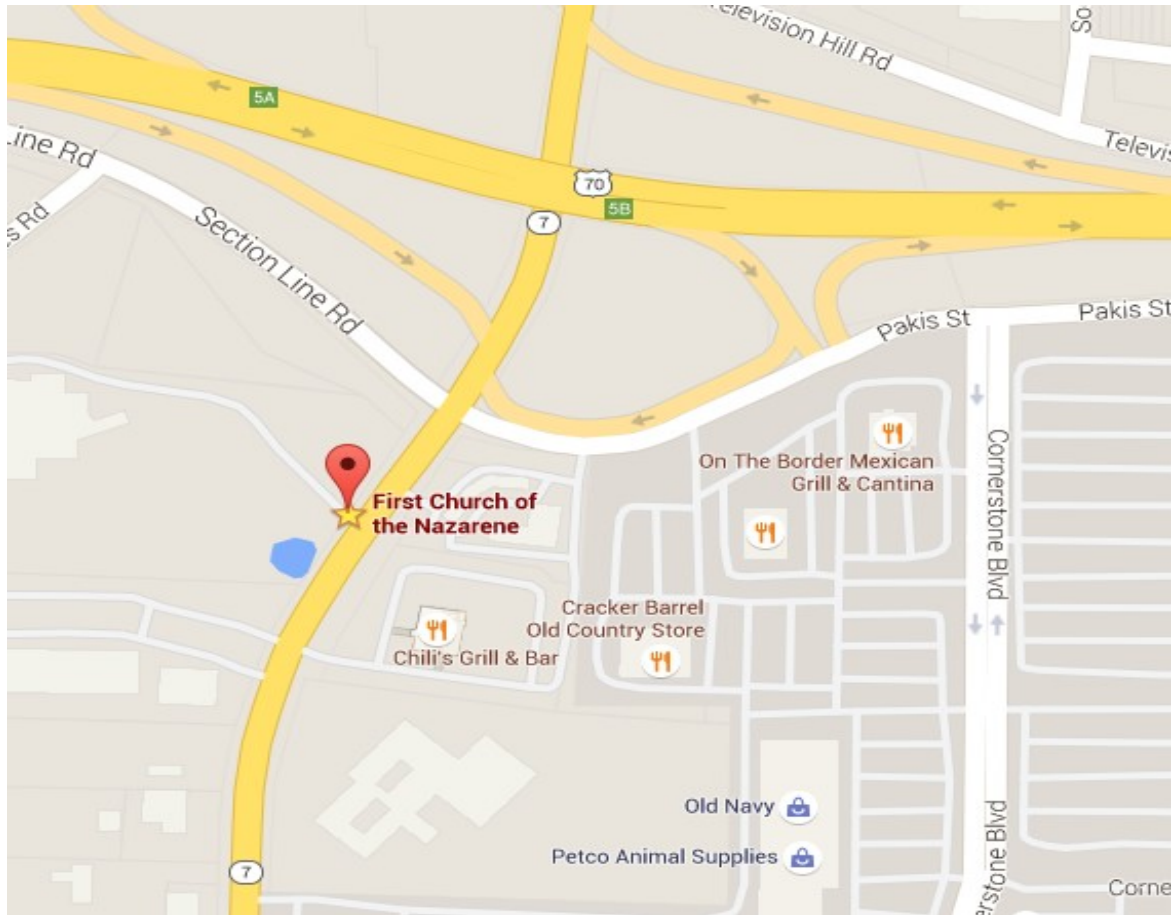 Television Hill Rd
So
5A
Line Rd
Televis
70
5B
7
s Rd
Section Line Rd
Pakis St
Pakis St
On The Border Mexican
Grill & Cantina
Cornerstone Blvd
First Church of
the Nazarene
Cracker Barrel
Old Country Store
Chili's Grill & Bar
Old Navy
Petco Animal Supplies
7
erstone Blvd
Corne